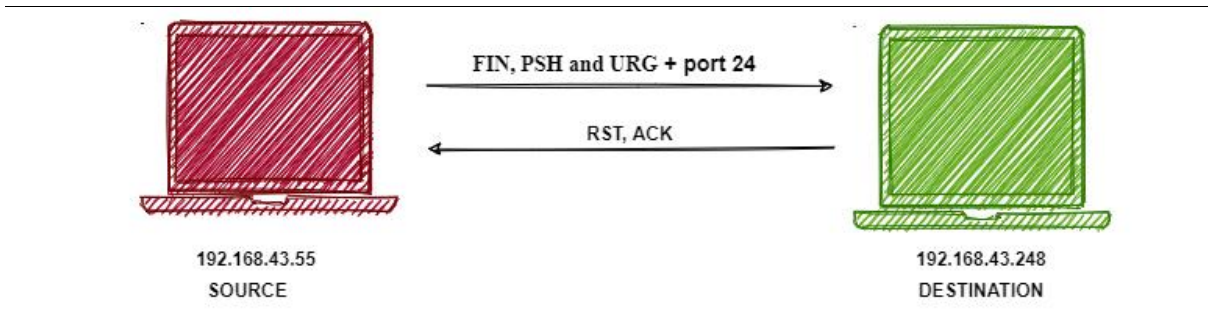 FIN, PSH and URG + port 24
RST, ACK
192.168.43.55
SOURCE
192.168.43.248
DESTINATION